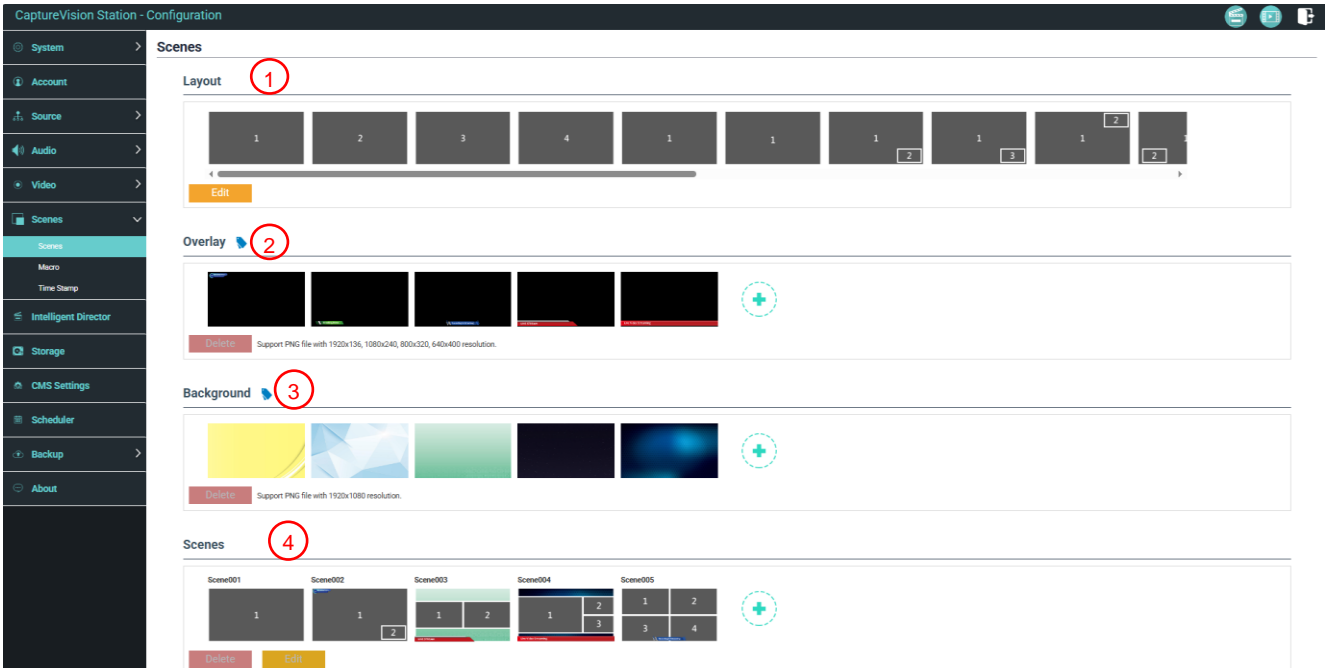 CaptureVision Station - Configuration
System
Account
Source
Audio
Video
Scenes
Scenes
Macro
Time Stamp
Intelligent Director
Storage
CMS Settings
Scheduler
Backup
About
Scenes
Layout 1
1 2 3 4 1 1 1 2 1 3 1 2 1 2
Edit
Overlay 2
Delete Support PNG file with 1920x136, 1080x240, 800x320, 640x400 resolution.
Background 3
Delete Support PNG file with 1920x1080 resolution.
Scenes 4
Scene001 Scene002 Scene003 Scene004 Scene005
1 1 2 1 2 1 2 3 1 2 3 4
Delete Edit